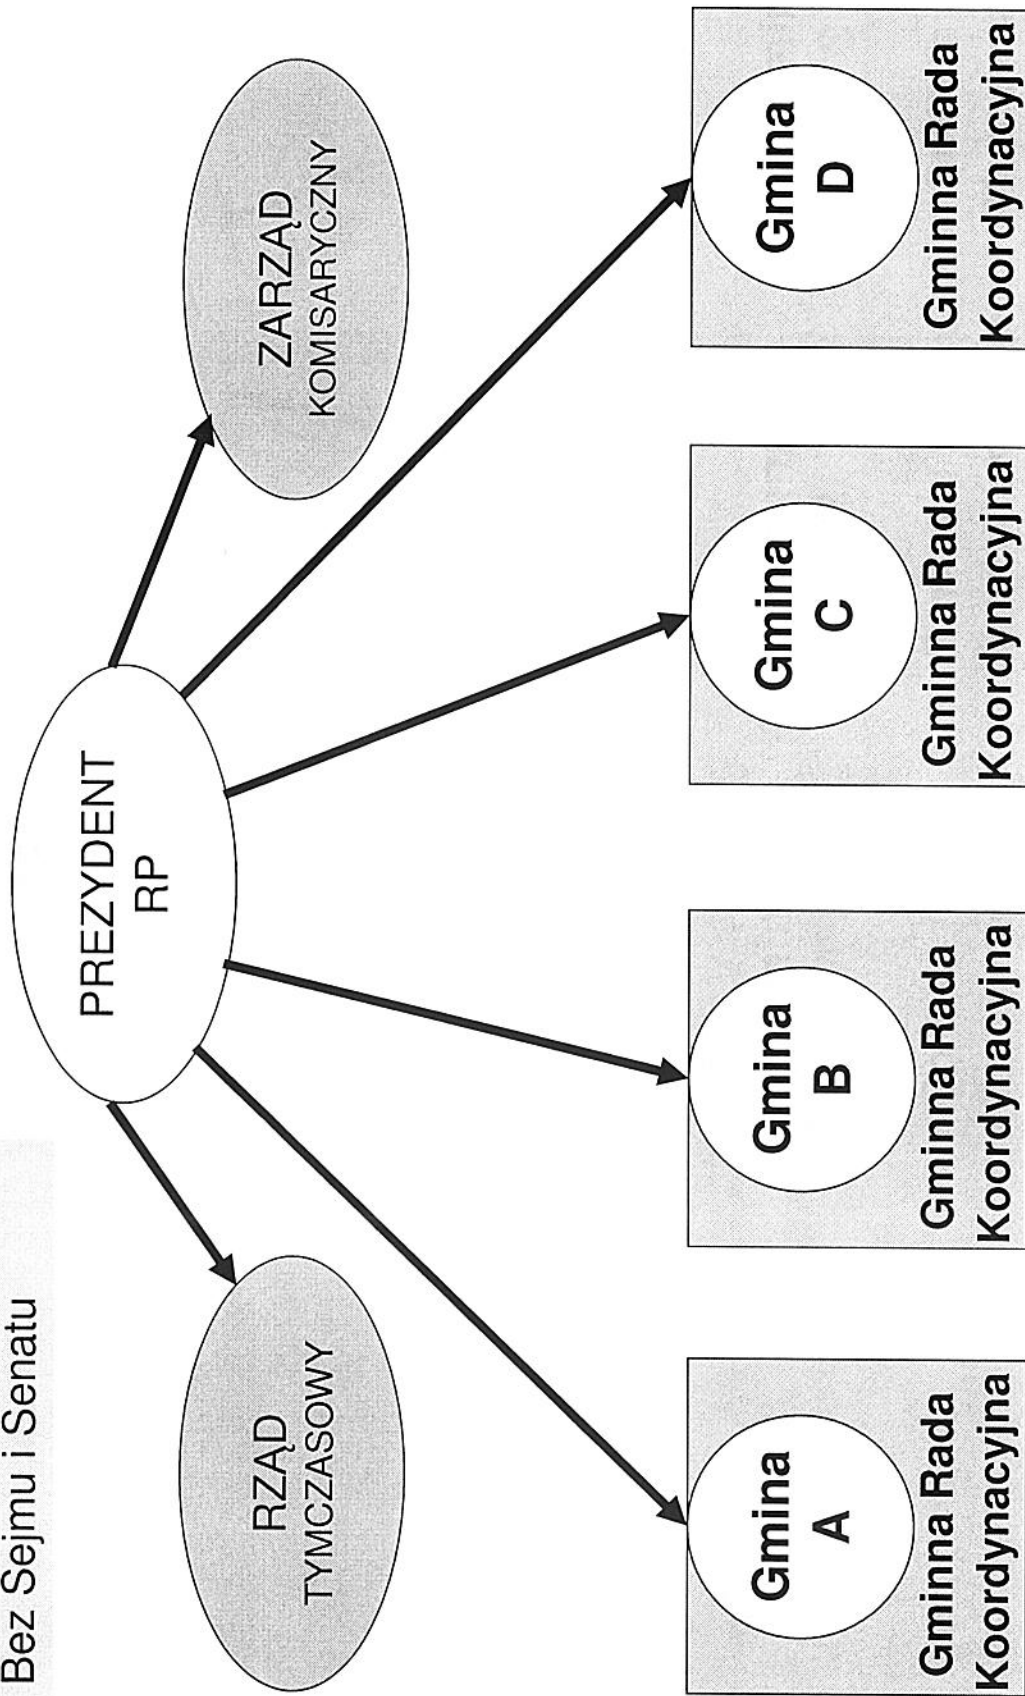 Bez Sejmu i Senatu
PREZYDENT
RP
RZĄD
TYMCZASOWY
ZARZĄD
KOMISARYCZNY
Gmina
A
Gminna Rada
Koordynacyjna
Gmina
B
Gminna Rada
Koordynacyjna
Gmina
C
Gminna Rada
Koordynacyjna
Gmina
D
Gminna Rada
Koordynacyjna